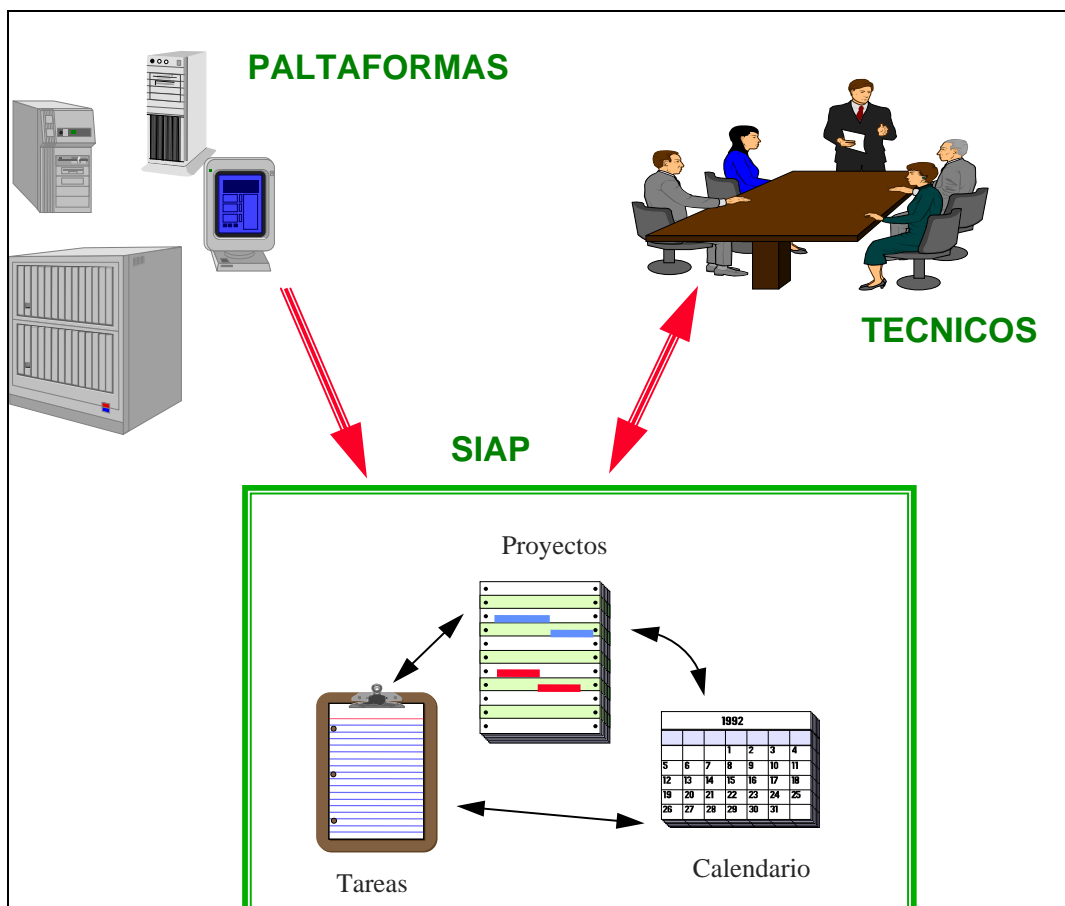 PALTAFORMAS
TECNICOS
SIAP
Proyectos
1992
1 2 3 4
5 6 7 8 9 10 11
12 13 14 15 16 17 18
19 20 21 22 23 24 25
26 27 28 29 30 31
Calendario
Tareas